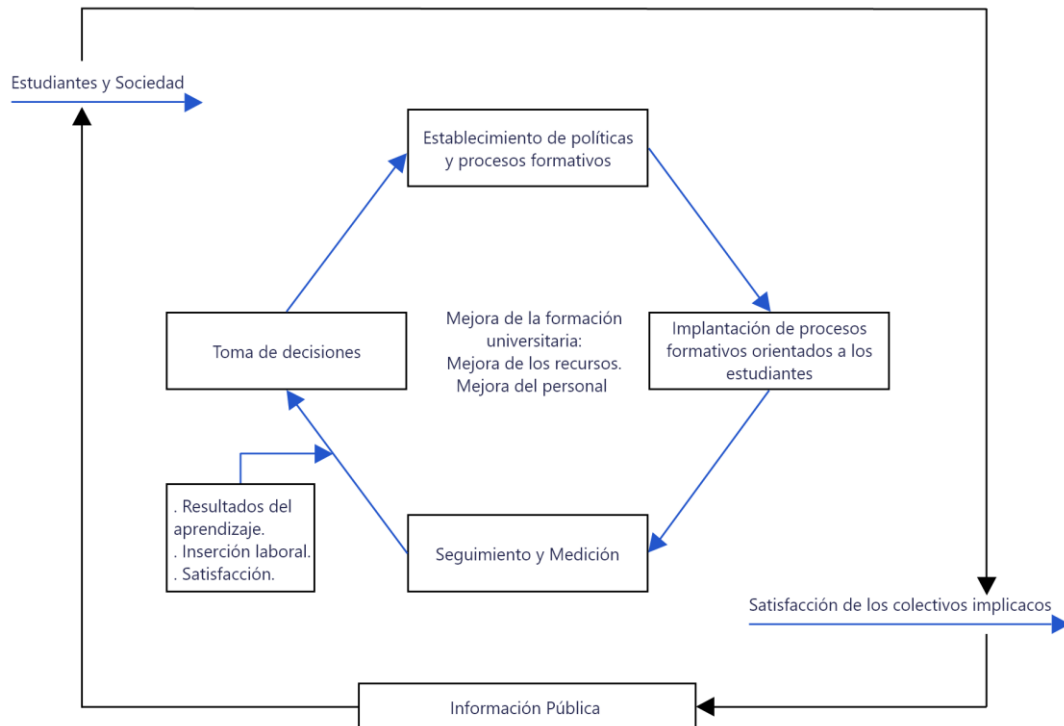 Estudiantes y Sociedad
Establecimiento de políticas
y procesos formativos
Toma de decisiones
Mejora de la formación
universitaria:
Mejora de los recursos.
Mejora del personal
Implantación de procesos
formativos orientados a los
estudiantes
. Resultados del
aprendizaje.
. Inserción laboral.
. Satisfacción.
Seguimiento y Medición
Satisfacción de los colectivos implicacos
Información Pública